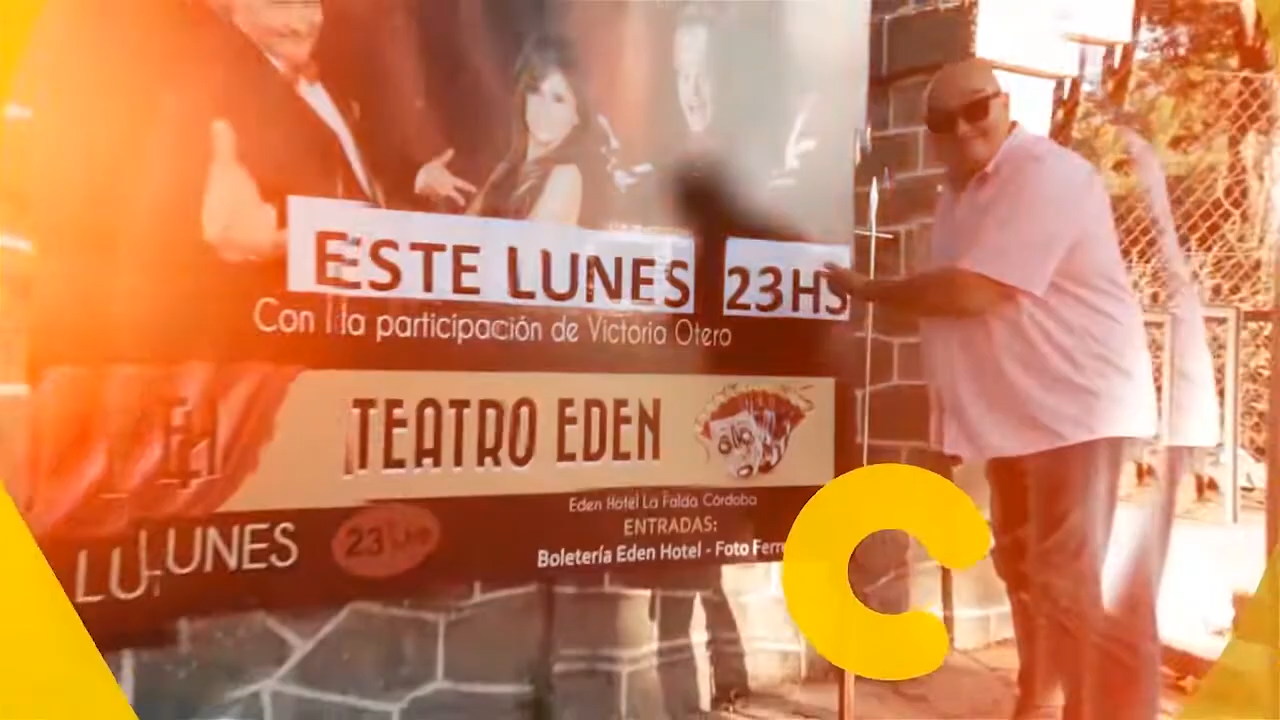 ESTE LUNES 23HS
Con la participación de Victoria Otero
TEATRO EDEN
Eden Hotel La Falda Córdoba
ENTRADAS:
Boletería Eden Hotel - Foto
LUNES 23
C